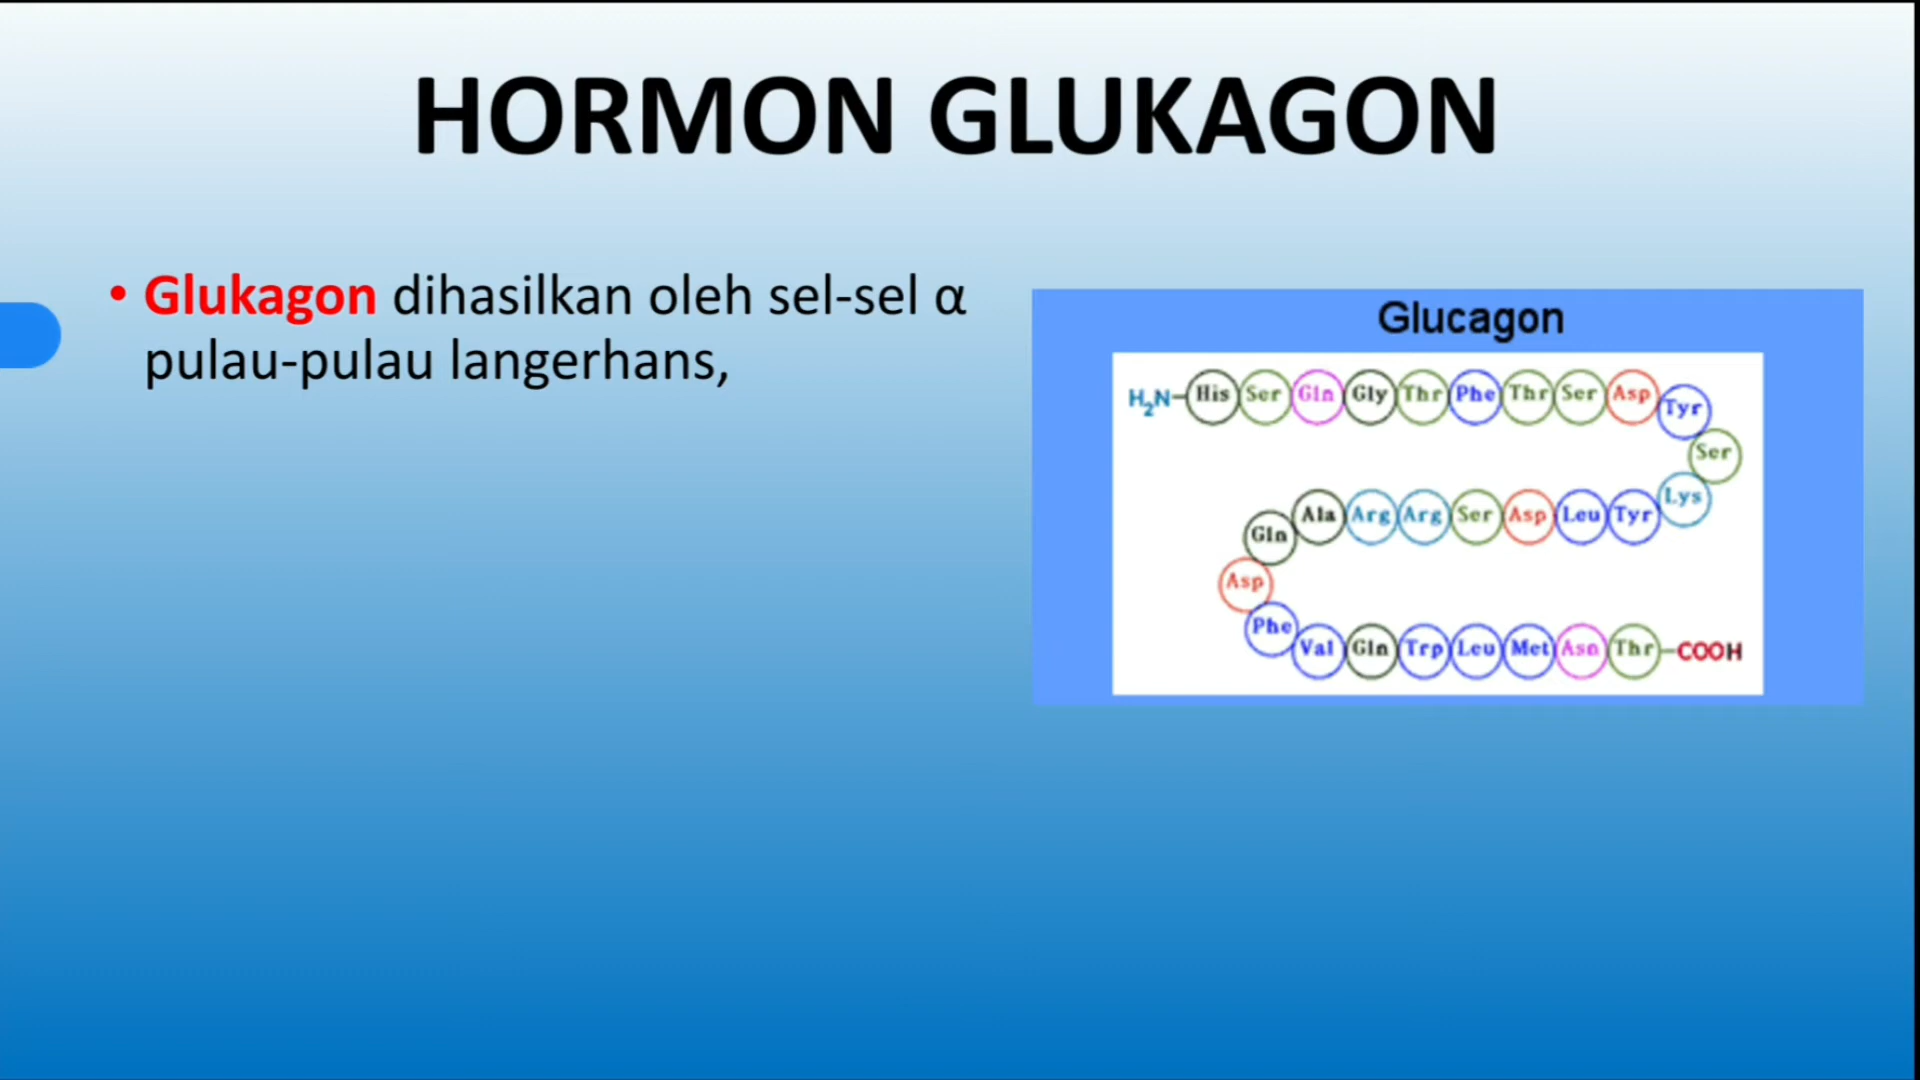 HORMON GLUKAGON
• Glukagon dihasilkan oleh sel-sel α
pulau-pulau langerhans,
Glucagon
H₂N His Ser Gln Gly Thr Phe Thr Ser Asp Tyr
Ser
Gln Ala Arg Arg Ser Asp Leu Tyr Lys
Asp
Phe Val Gln Trp Leu Met Asn Thr COOH